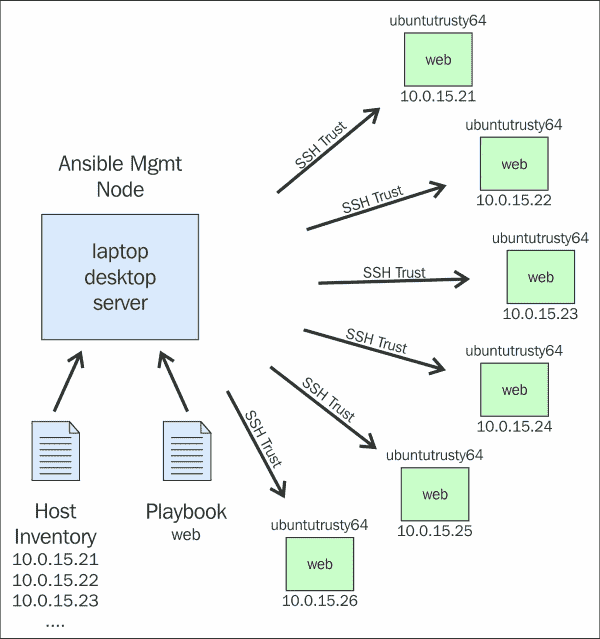 ubuntutrusty64
web
10.0.15.21
SSH Trust
ubuntutrusty64
web
10.0.15.22
SSH Trust
Ansible Mgmt
Node
laptop
desktop
server
ubuntutrusty64
web
10.0.15.23
SSH Trust
ubuntutrusty64
web
10.0.15.24
SSH Trust
ubuntutrusty64
web
10.0.15.25
SSH Trust
ubuntutrusty64
web
10.0.15.26
SSH Trust
Host
Inventory
10.0.15.21
10.0.15.22
10.0.15.23
....
Playbook
web